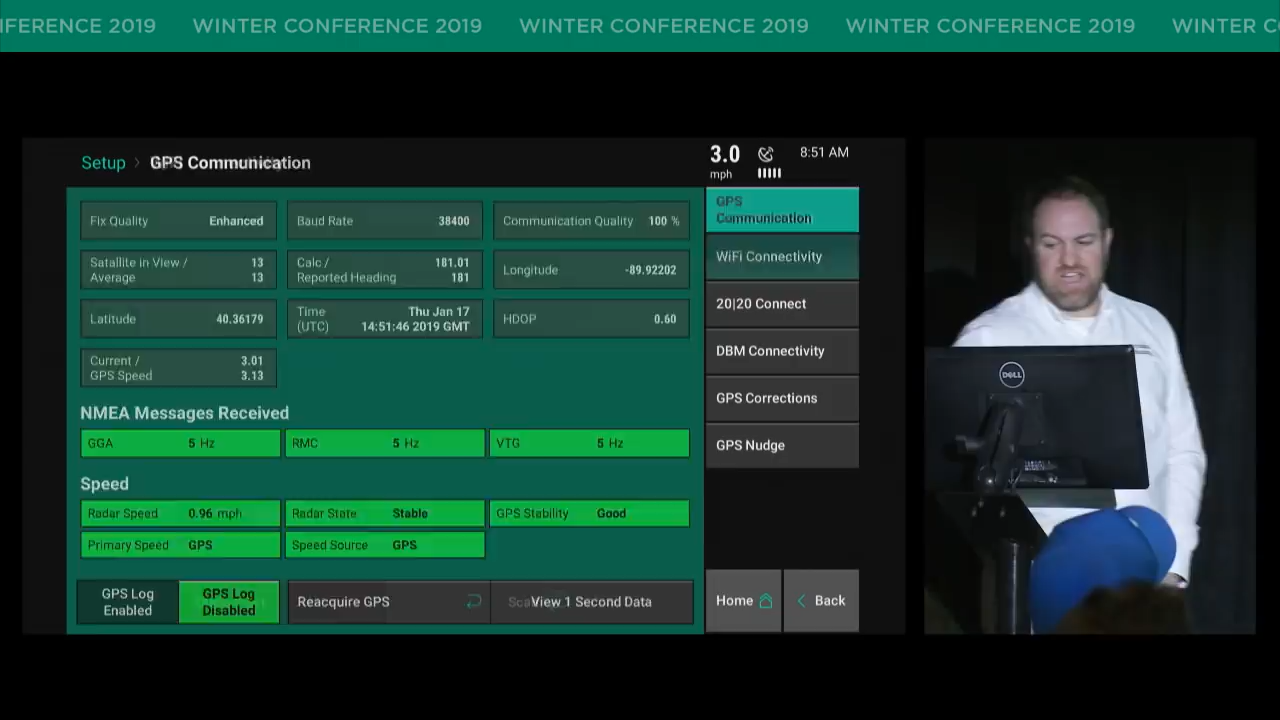 FERENCE 2019 WINTER CONFERENCE 2019 WINTER CONFERENCE 2019 WINTER CONFERENCE 2019 WINTER C
Setup > GPS Communication
3.0
mph
8:51 AM
Fix Quality Enhanced
Baud Rate 38400
Communication Quality 100 %
Satallite in View / 13
Average 13
Calc / 181.01
Reported Heading 181
Longitude -89.92202
Latitude 40.36179
Time Thu Jan 17
(UTC) 14:51:46 2019 GMT
HDOP 0.60
Current / 3.01
GPS Speed 3.13
NMEA Messages Received
GGA 5 Hz
RMC 5 Hz
VTG 5 Hz
Speed
Radar Speed 0.96 mph
Radar State Stable
GPS Stability Good
Primary Speed GPS
Speed Source GPS
GPS Log
Enabled
GPS Log
Disabled
Reacquire GPS
View 1 Second Data
GPS
Communication
WiFi Connectivity
20|20 Connect
DBM Connectivity
GPS Corrections
GPS Nudge
Home
< Back
DELL